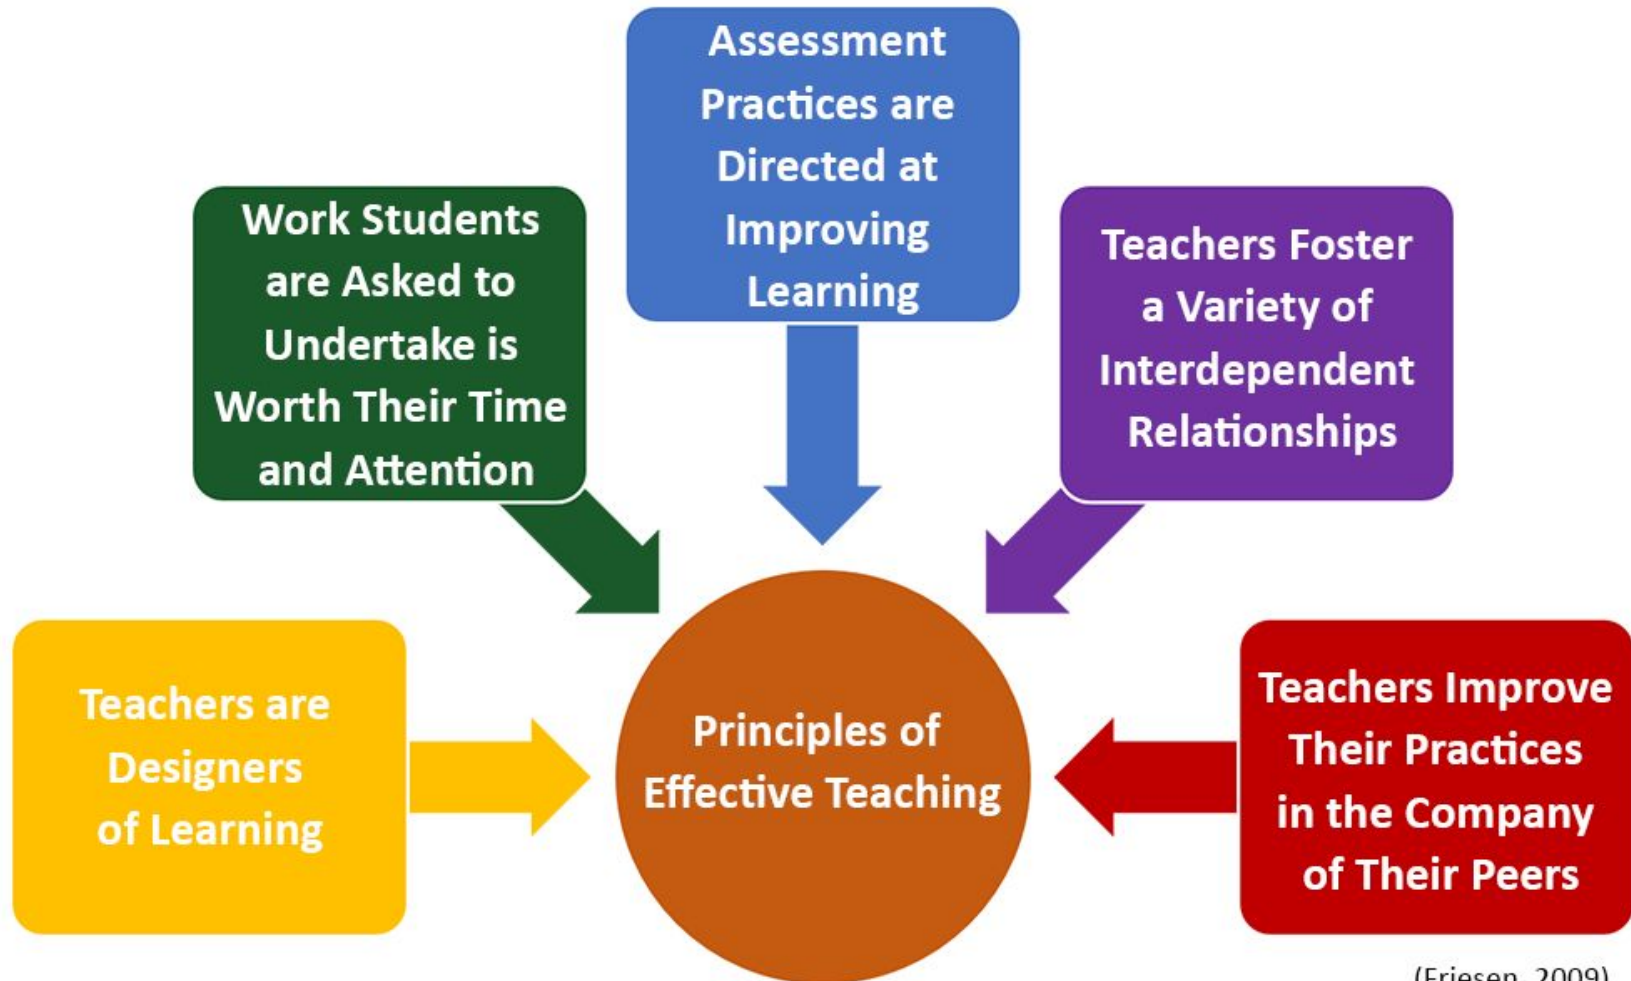 Assessment
Practices are
Directed at
Improving
Learning
Work Students
are Asked to
Undertake is
Worth Their Time
and Attention
Teachers Foster
a Variety of
Interdependent
Relationships
Teachers are
Designers
of Learning
Principles of
Effective Teaching
Teachers Improve
Their Practices
in the Company
of Their Peers
(Friesen, 2009)